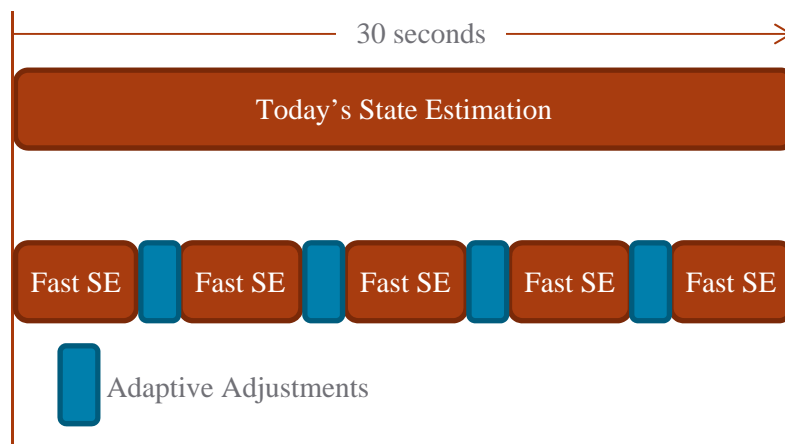 30 seconds
Today’s State Estimation
Fast SE Fast SE Fast SE Fast SE Fast SE
Adaptive Adjustments